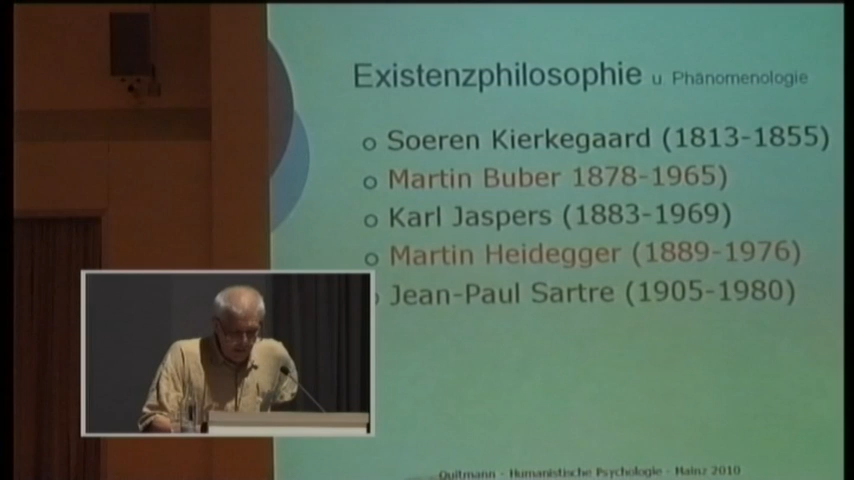 Existenzphilosophie u. Phänomenologie
o Soeren Kierkegaard (1813-1855)
o Martin Buber 1878-1965)
o Karl Jaspers (1883-1969)
o Martin Heidegger (1889-1976)
Jean-Paul Sartre (1905-1980)
Quitmann - Humanistische Psychologie - Mainz 2010